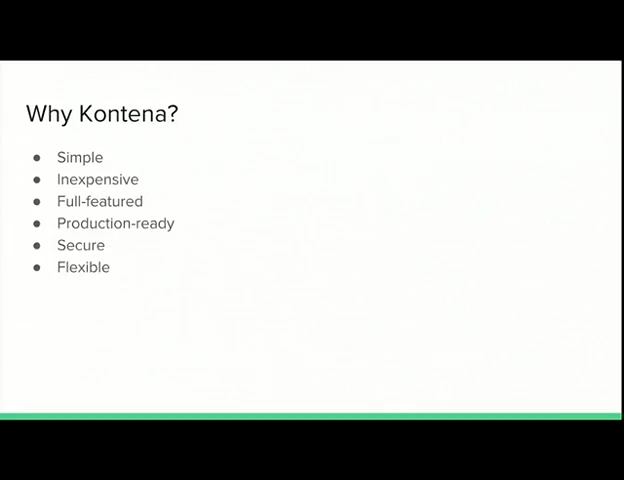 Why Kontena?
● Simple
● Inexpensive
● Full-featured
● Production-ready
● Secure
● Flexible